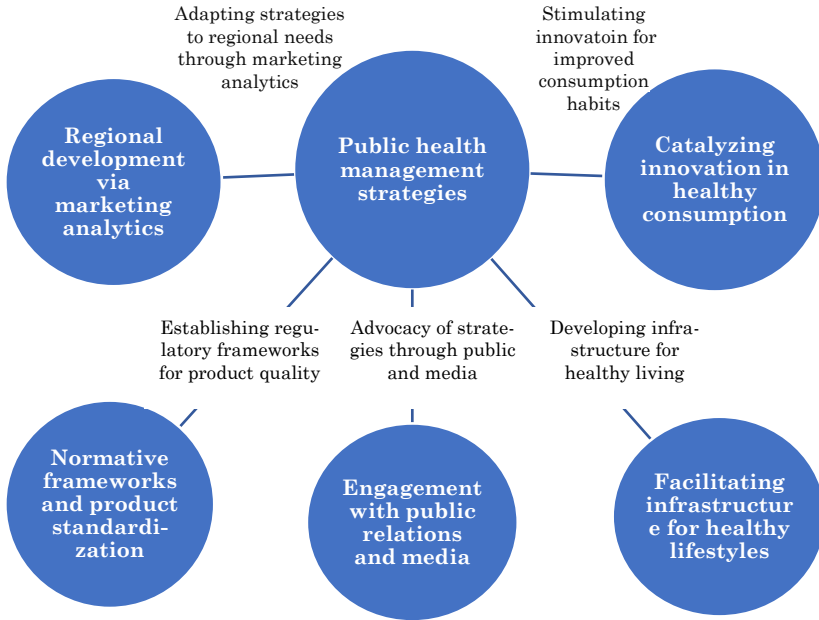 Adapting strategies
to regional needs
through marketing
analytics
Stimulating
innovatoin for
improved
consumption
habits
Regional
development
via
marketing
analytics
Public health
management
strategies
Catalyzing
innovation in
healthy
consumption
Establishing regu-
latory frameworks
for product quality
Advocacy of strate-
gies through public
and media
Developing infra-
structure for
healthy living
Normative
frameworks
and product
standardi-
zation
Engagement
with public
relations
and media
Facilitating
infrastructur
e for healthy
lifestyles